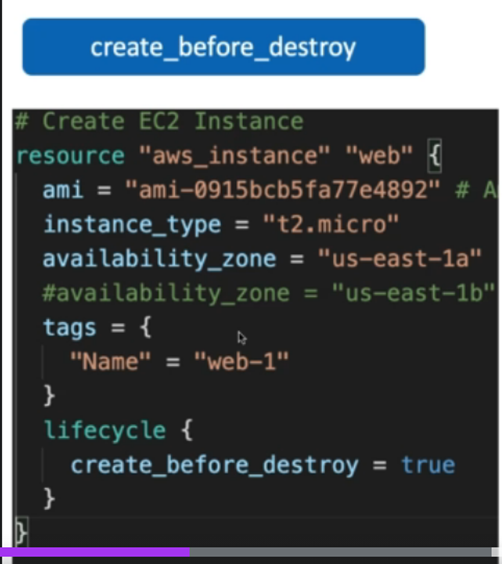 create_before_destroy
# Create EC2 Instance
resource "aws_instance" "web" {
  ami = "ami-0915bcb5fa77e4892" # A
  instance_type = "t2.micro"
  availability_zone = "us-east-1a"
  #availability_zone = "us-east-1b"
  tags = {
    "Name" = "web-1"
  }
  lifecycle {
    create_before_destroy = true
  }
}